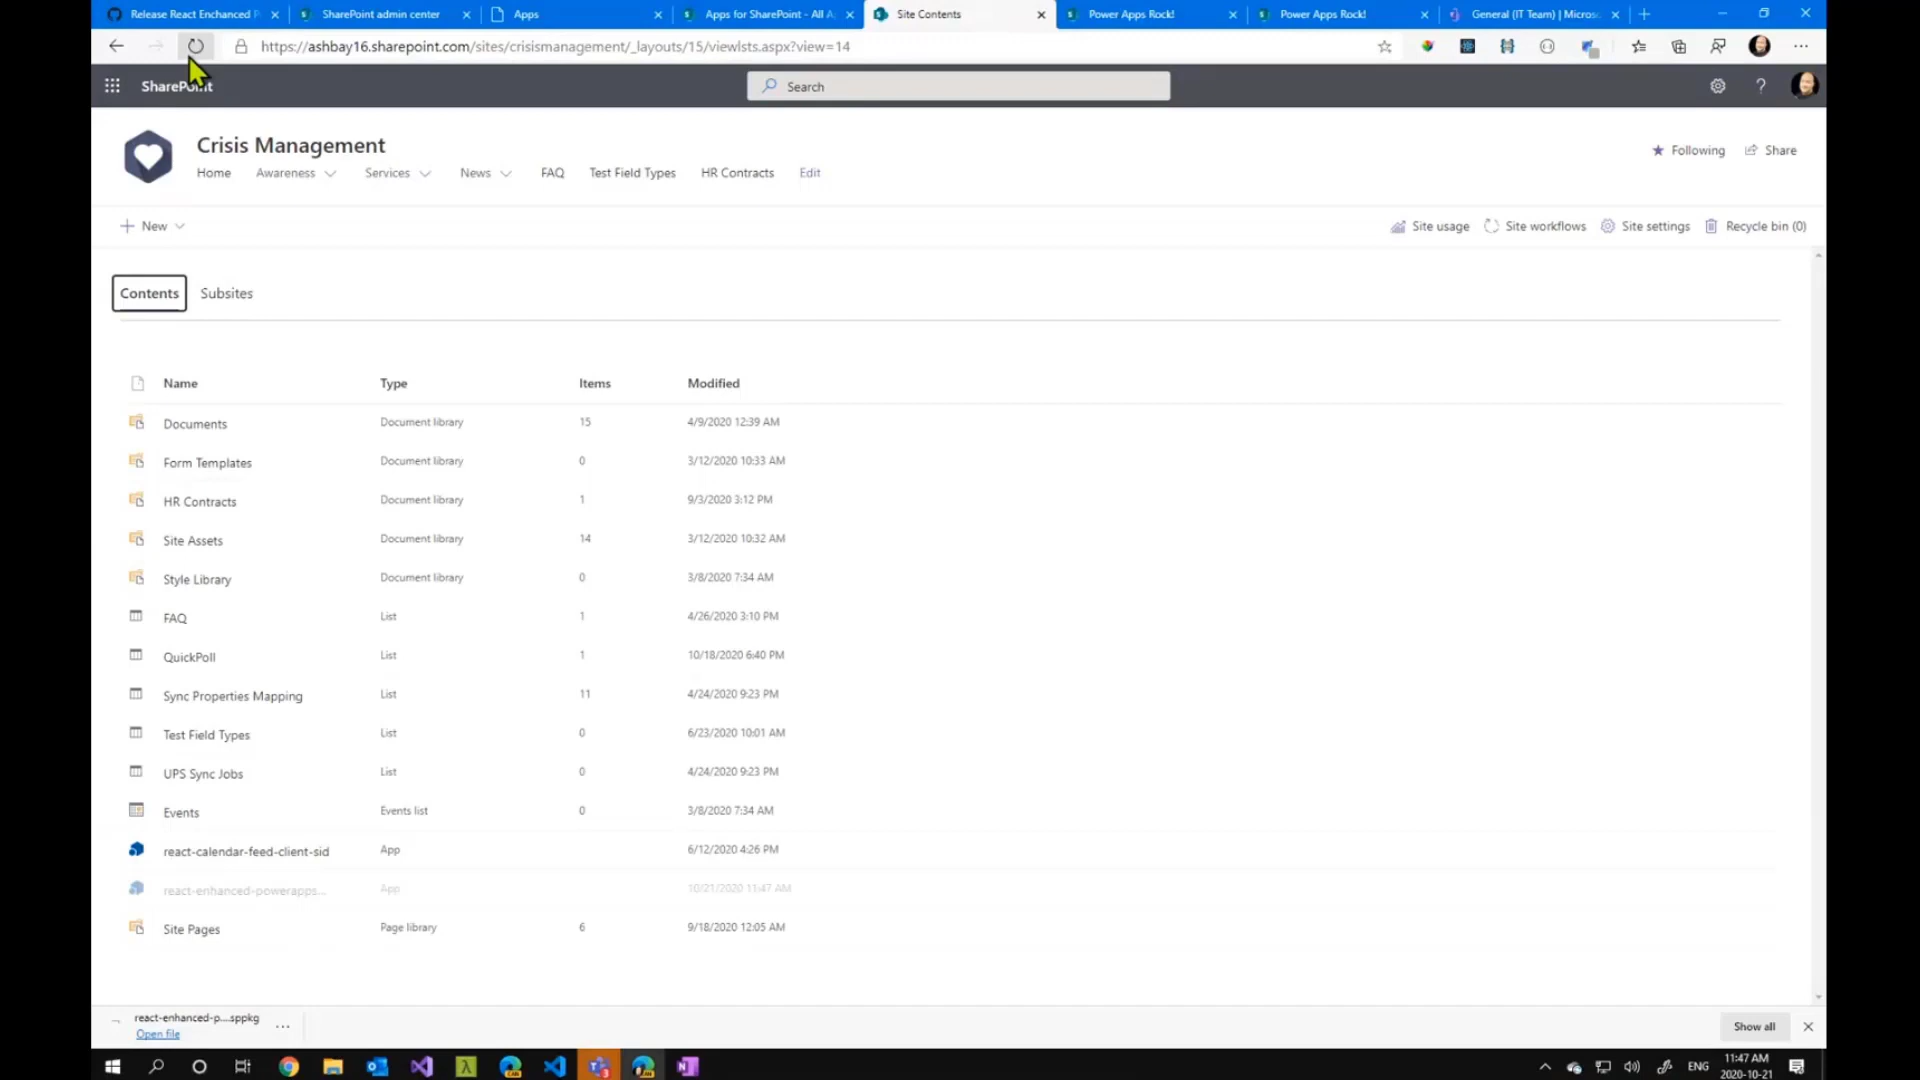 Release React Enchanced P
SharePoint admin center
Apps
Apps for SharePoint - All A
Site Contents
Power Apps Rock!
Power Apps Rock!
General (IT Team) | Micros
https://ashbay16.sharepoint.com/sites/crisismanagement/_layouts/15/viewlsts.aspx?view=14
SharePoint
Search
Crisis Management
Following
Share
Home
Awareness
Services
News
FAQ
Test Field Types
HR Contracts
Edit
New
Site usage
Site workflows
Site settings
Recycle bin (0)
Contents
Subsites
Name Type Items Modified
Documents Document library 15 4/9/2020 12:39 AM
Form Templates Document library 0 3/12/2020 10:33 AM
HR Contracts Document library 1 9/3/2020 3:12 PM
Site Assets Document library 14 3/12/2020 10:32 AM
Style Library Document library 0 3/8/2020 7:34 AM
FAQ List 1 4/26/2020 3:10 PM
QuickPoll List 1 10/18/2020 6:40 PM
Sync Properties Mapping List 11 4/24/2020 9:23 PM
Test Field Types List 0 6/23/2020 10:01 AM
UPS Sync Jobs List 0 4/24/2020 9:23 PM
Events Events list 0 3/8/2020 7:34 AM
react-calendar-feed-client-sid App 6/12/2020 4:26 PM
react-enhanced-powerapps... App 10/21/2020 11:47 AM
Site Pages Page library 6 9/18/2020 12:05 AM
react-enhanced-p....sppkg
Open file
Show all
ENG
11:47 AM
2020-10-21